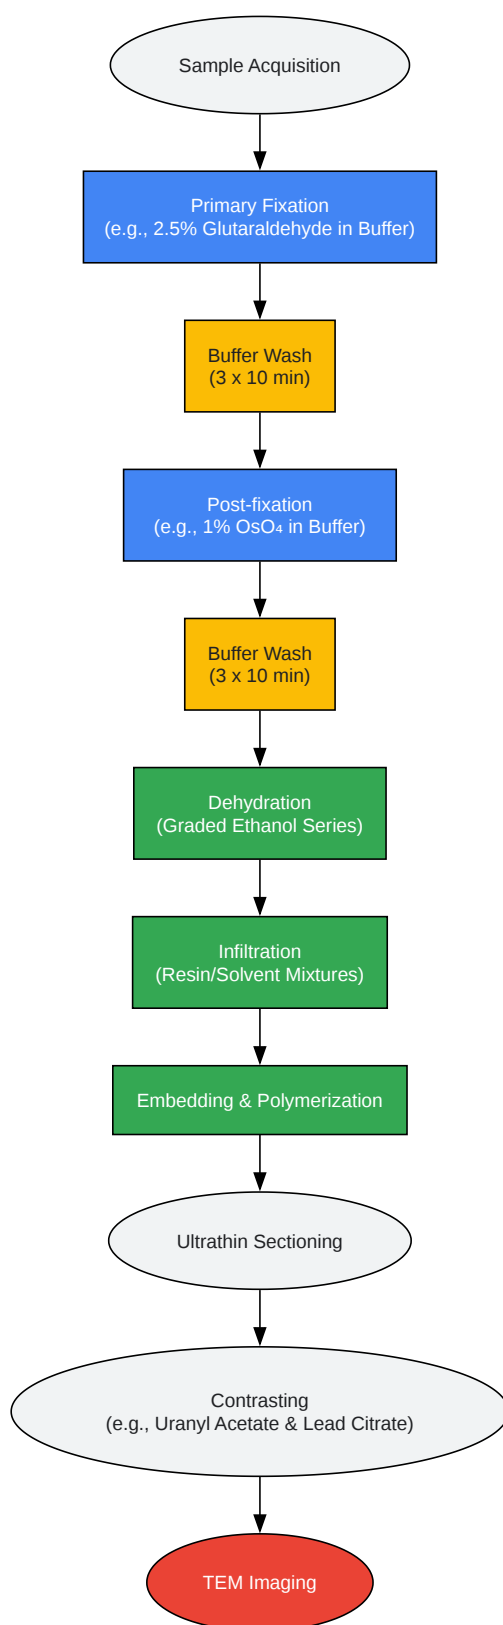 Sample Acquisition
Primary Fixation
(e.g., 2.5% Glutaraldehyde in Buffer)
Buffer Wash
(3 x 10 min)
Post-fixation
(e.g., 1% OsO₄ in Buffer)
Buffer Wash
(3 x 10 min)
Dehydration
(Graded Ethanol Series)
Infiltration
(Resin/Solvent Mixtures)
Embedding & Polymerization
Ultrathin Sectioning
Contrasting
(e.g., Uranyl Acetate & Lead Citrate)
TEM Imaging